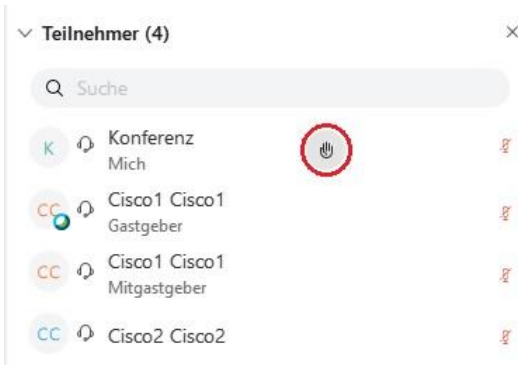 Teilnehmer (4)
Suche
K Konferenz
Mich
CC Cisco1 Cisco1
Gastgeber
CC Cisco1 Cisco1
Mitgastgeber
CC Cisco2 Cisco2